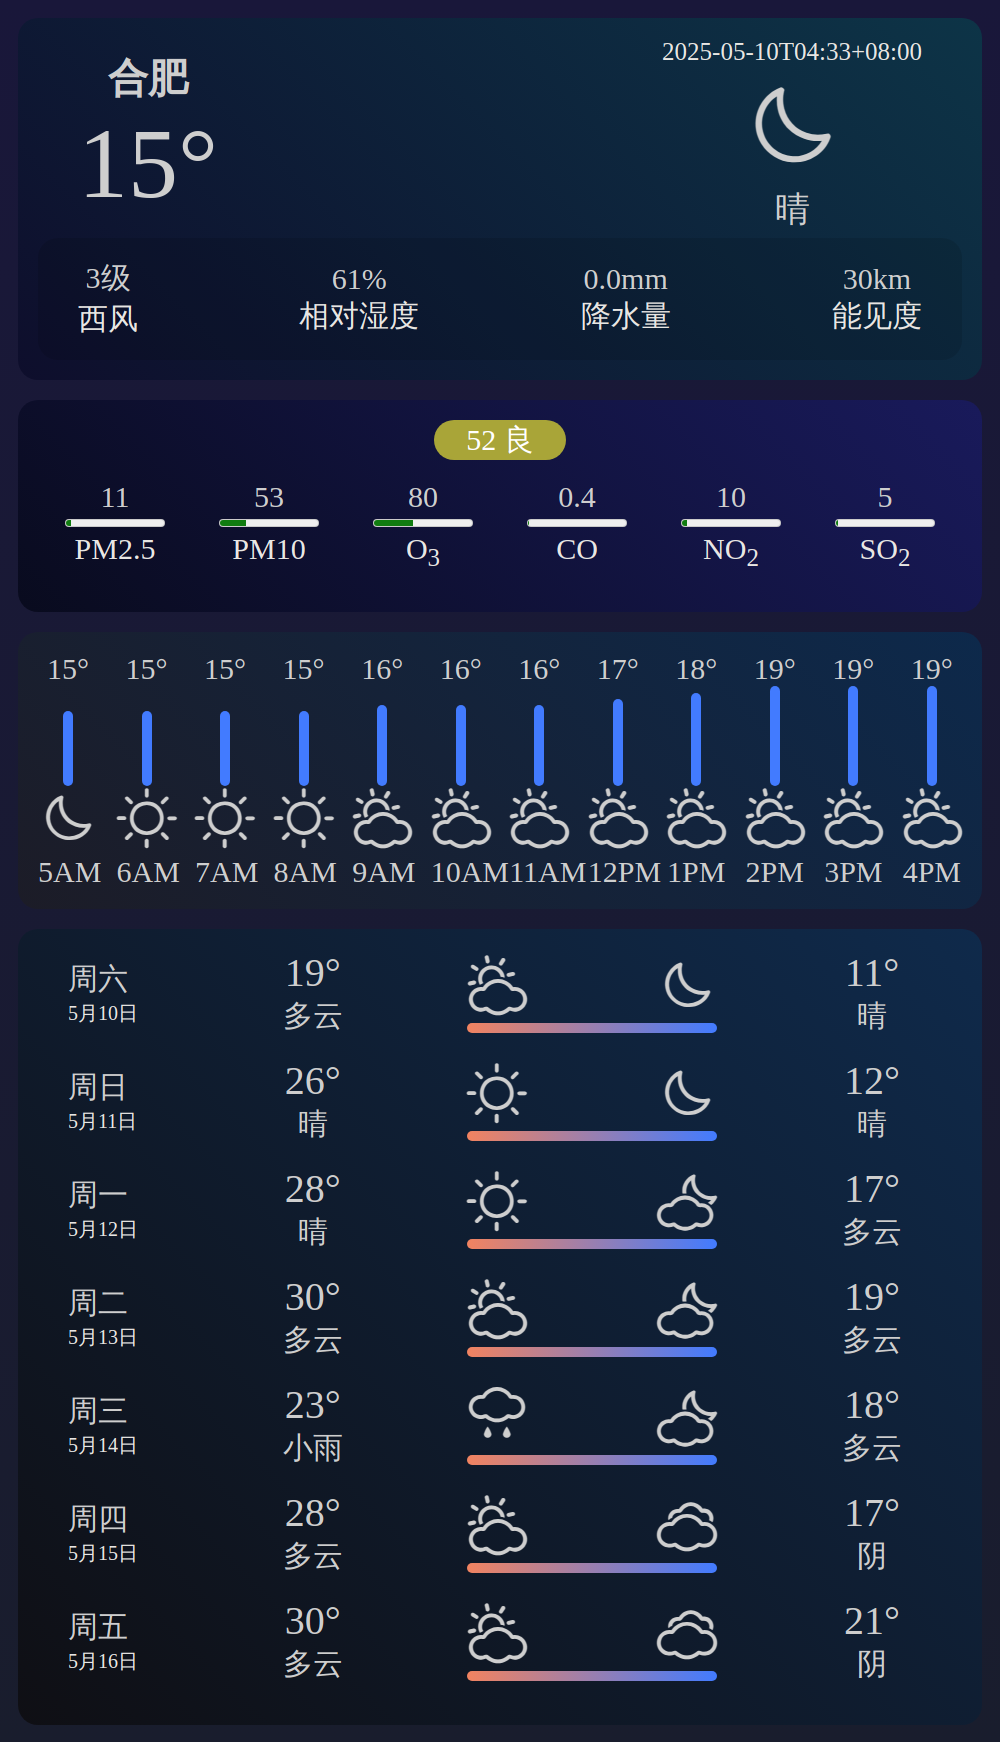 合肥
15°
2025-05-10T04:33+08:00
晴
3级 61% 0.0mm 30km
西风 相对湿度 降水量 能见度
52 良
11 53 80 0.4 10 5
PM2.5 PM10 O3 CO NO2 SO2
15° 15° 15° 15° 16° 16° 16° 17° 18° 19° 19° 19°
5AM 6AM 7AM 8AM 9AM 10AM 11AM 12PM 1PM 2PM 3PM 4PM
周六 19° 11°
5月10日 多云 晴
周日 26° 12°
5月11日 晴 晴
周一 28° 17°
5月12日 晴 多云
周二 30° 19°
5月13日 多云 多云
周三 23° 18°
5月14日 小雨 多云
周四 28° 17°
5月15日 多云 阴
周五 30° 21°
5月16日 多云 阴